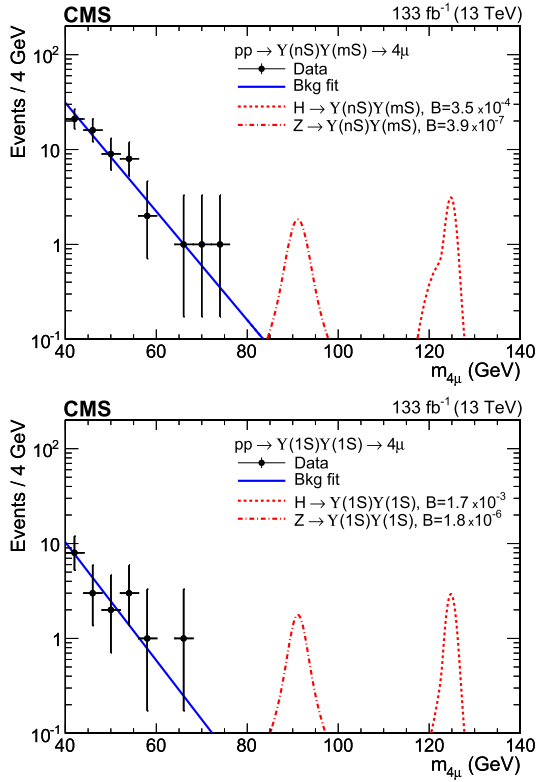 CMS 133 fb⁻¹ (13 TeV)
pp → ϒ(nS)ϒ(mS) → 4μ
Data
Bkg fit
H → ϒ(nS)ϒ(mS), B=3.5 ×10⁻⁴
Z → ϒ(nS)ϒ(mS), B=3.9 ×10⁻⁷
Events / 4 GeV
10²
10
1
10⁻¹
40 60 80 100 120 140
m₄μ (GeV)
CMS 133 fb⁻¹ (13 TeV)
pp → ϒ(1S)ϒ(1S) → 4μ
Data
Bkg fit
H → ϒ(1S)ϒ(1S), B=1.7 ×10⁻³
Z → ϒ(1S)ϒ(1S), B=1.8 ×10⁻⁶
Events / 4 GeV
10²
10
1
10⁻¹
40 60 80 100 120 140
m₄μ (GeV)